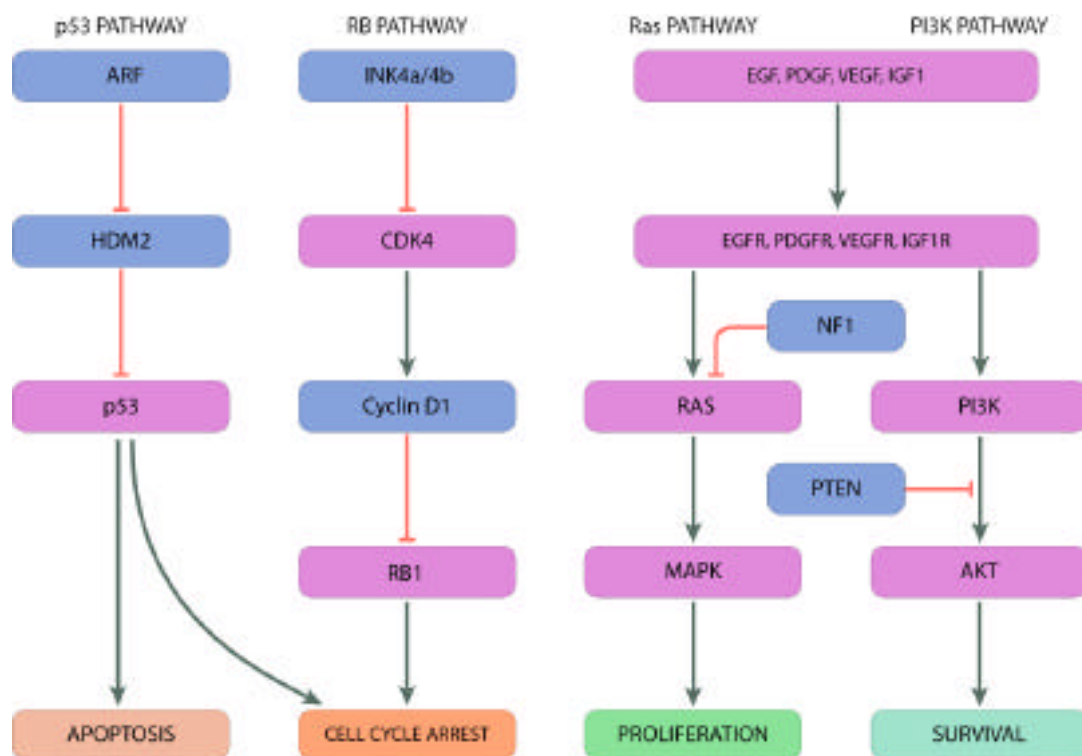 p53 PATHWAY
RB PATHWAY
Ras PATHWAY
PI3K PATHWAY
ARF
INK4a/4b
EGF, PDGF, VEGF, IGF1
HDM2
CDK4
EGFR, PDGFR, VEGFR, IGF1R
NF1
p53
Cyclin D1
RAS
PI3K
PTEN
RB1
MAPK
AKT
APOPTOSIS
CELL CYCLE ARREST
PROLIFERATION
SURVIVAL